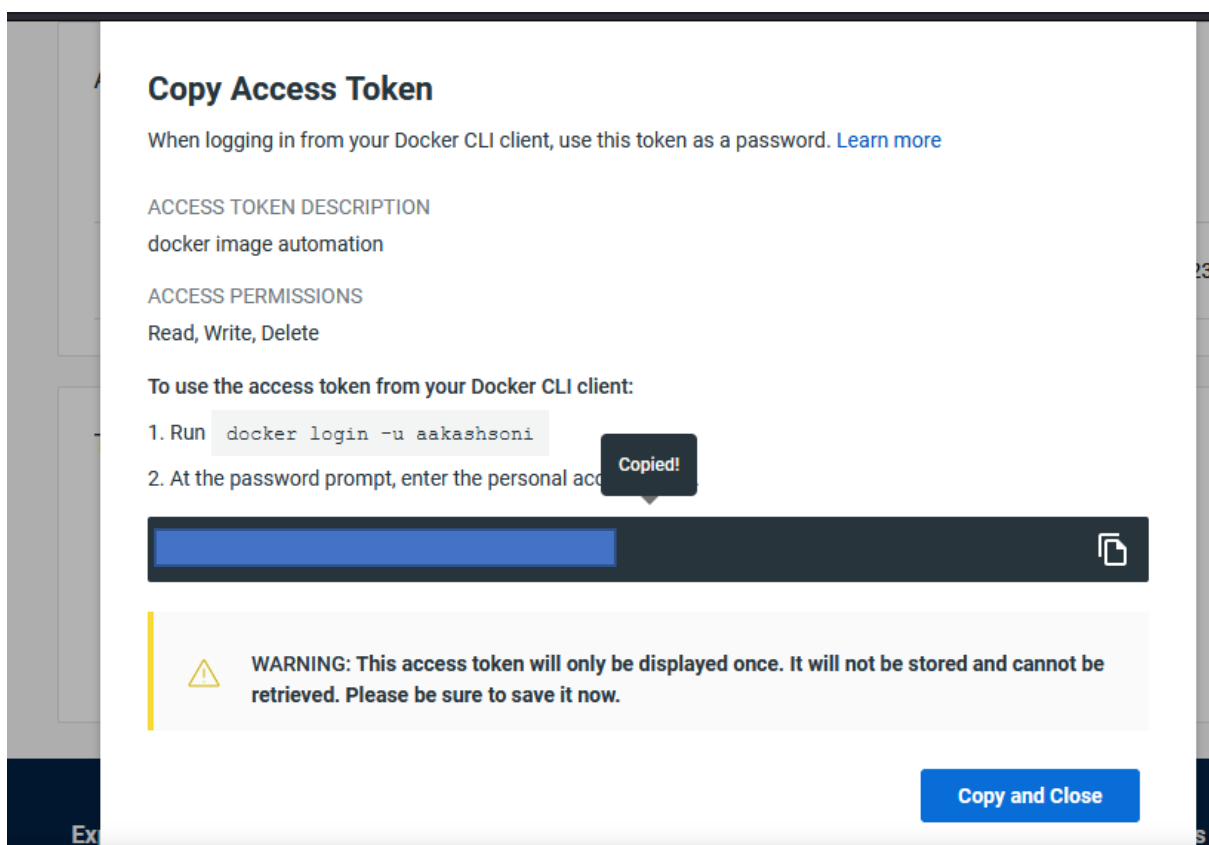 Copy Access Token
When logging in from your Docker CLI client, use this token as a password. Learn more
ACCESS TOKEN DESCRIPTION
docker image automation
23
ACCESS PERMISSIONS
Read, Write, Delete
To use the access token from your Docker CLI client:
1. Run docker login -u aakashsoni
Copied!
2. At the password prompt, enter the personal
WARNING: This access token will only be displayed once. It will not be stored and cannot be
retrieved. Please be sure to save it now.
Copy and Close